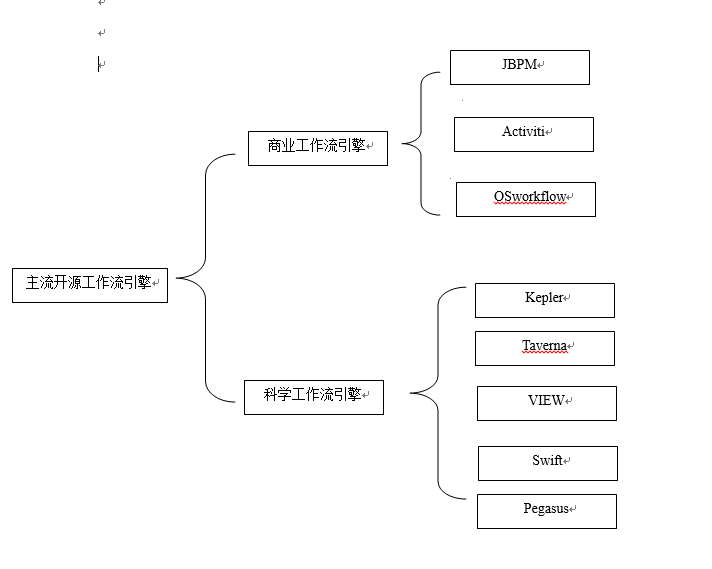 主流开源工作流引擎
商业工作流引擎
JBPM
Activiti
OSworkflow
科学工作流引擎
Kepler
Taverna
VIEW
Swift
Pegasus